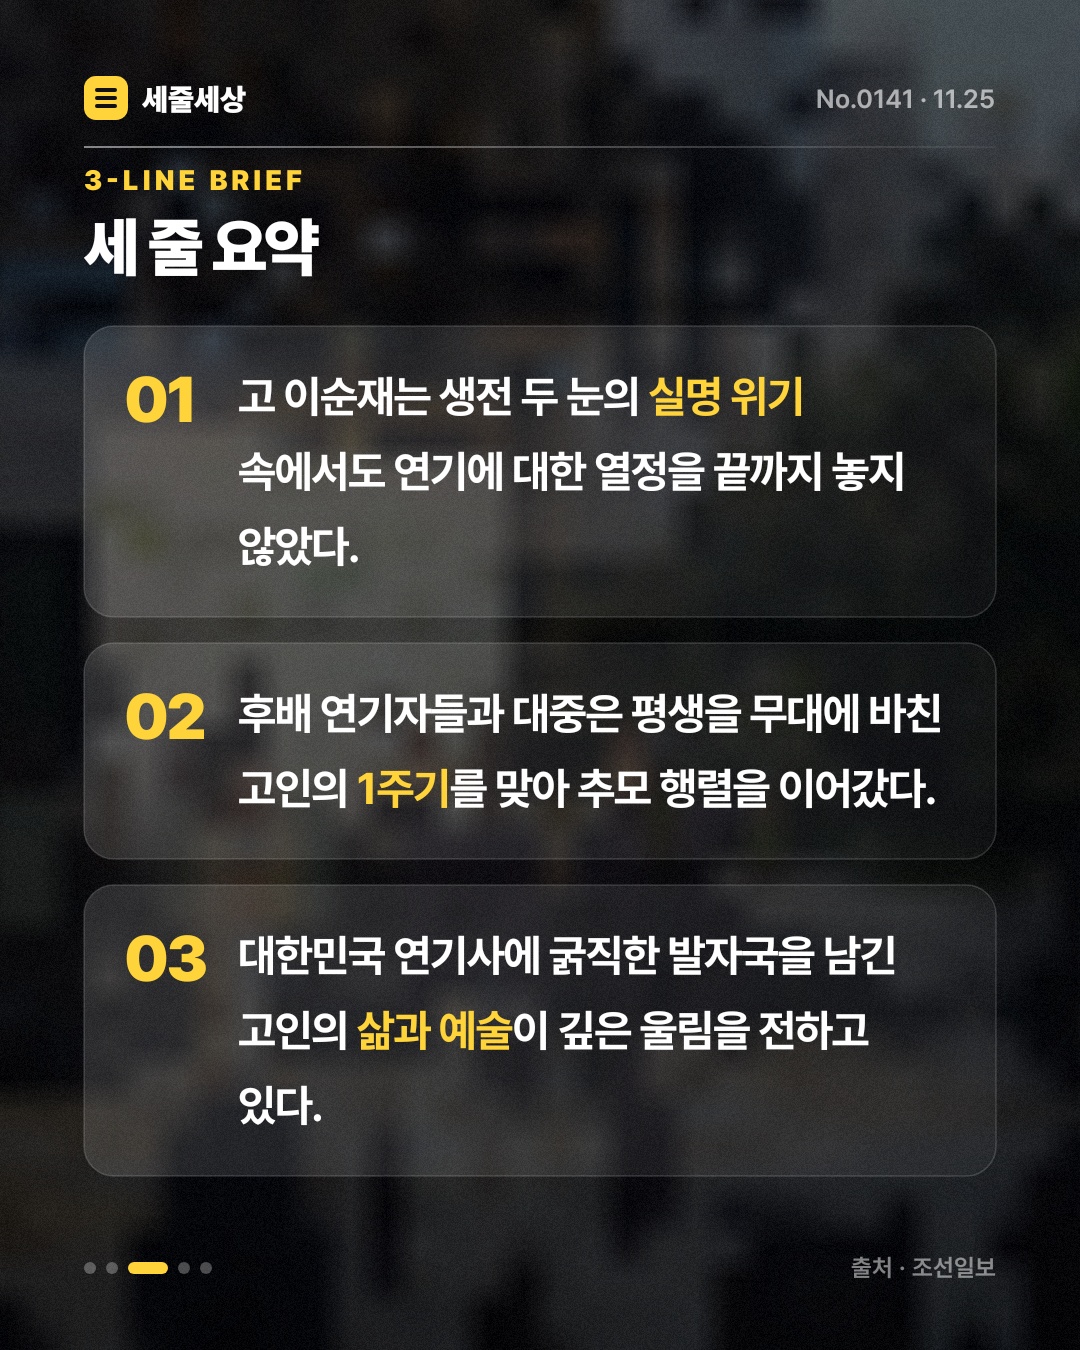 세줄세상
No.0141 · 11.25
3-LINE BRIEF
세 줄 요약
01
고 이순재는 생전 두 눈의 실명 위기
속에서도 연기에 대한 열정을 끝까지 놓지
않았다.
02
후배 연기자들과 대중은 평생을 무대에 바친
고인의 1주기를 맞아 추모 행렬을 이어갔다.
03
대한민국 연기사에 굵직한 발자국을 남긴
고인의 삶과 예술이 깊은 울림을 전하고
있다.
출처 · 조선일보